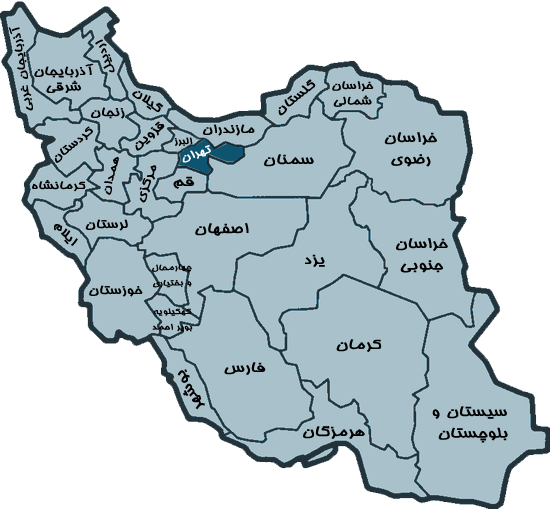 آذربایجان غربی
آذربایجان
شرقی
اردبیل
گیلان
زنجان
کردستان
قزوین
البرز
تهران
مازندران
گلستان
خراسان
شمالی
خراسان
رضوی
سمنان
کرمانشاه
همدان
مرکزی
قم
ایلام
لرستان
اصفهان
یزد
خراسان
جنوبی
خوزستان
چهارمحال
و بختیاری
کهکیلویه
بویر احمد
بوشهر
فارس
کرمان
هرمزگان
سیستان و
بلوچستان